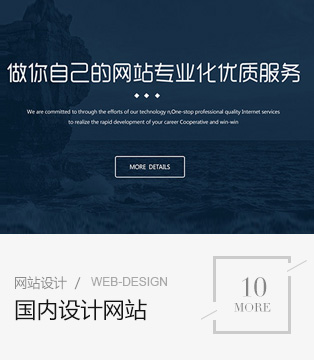 做你自己的网站专业化优质服务
We are committed to through the efforts of our technology n,One-stop professional quality Internet services
to realize the rapid development of your career Cooperative and win-win
MORE DETAILS
网站设计 / WEB-DESIGN
国内设计网站
10
MORE